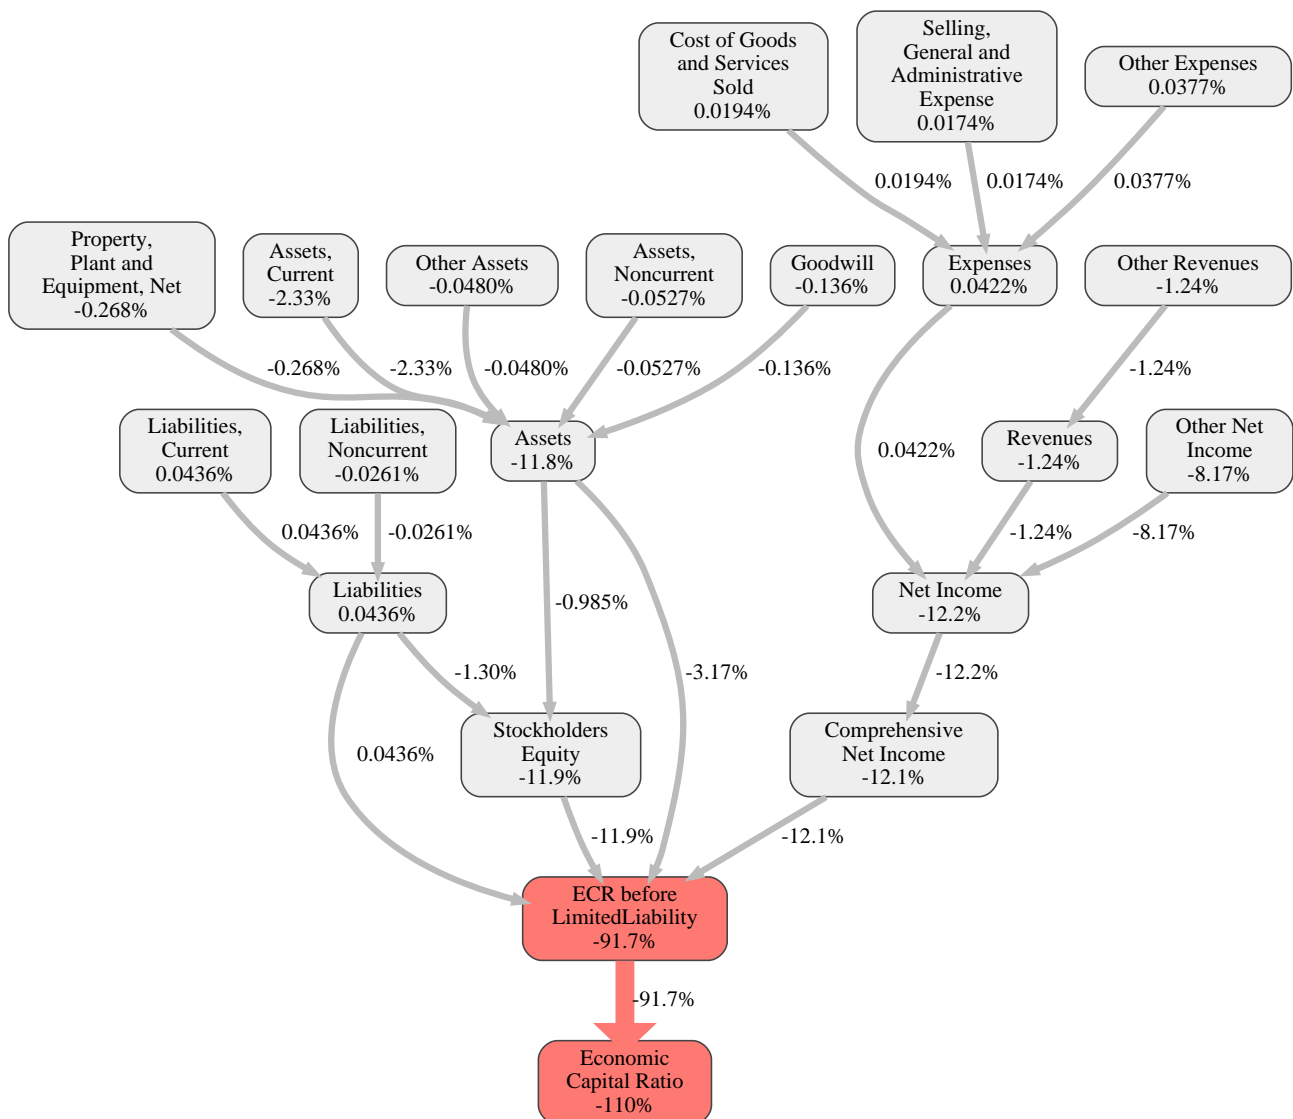 Cost of Goods
and Services
Sold
0.0194%
Selling,
General and
Administrative
Expense
0.0174%
Other Expenses
0.0377%
0.0194%
0.0174%
0.0377%
Property,
Plant and
Equipment, Net
-0.268%
Assets,
Current
-2.33%
Other Assets
-0.0480%
Assets,
Noncurrent
-0.0527%
Goodwill
-0.136%
Expenses
0.0422%
Other Revenues
-1.24%
-0.268%
-2.33%
-0.0480%
-0.0527%
-0.136%
-1.24%
Liabilities,
Current
0.0436%
Liabilities,
Noncurrent
-0.0261%
Assets
-11.8%
0.0422%
Revenues
-1.24%
Other Net
Income
-8.17%
0.0436%
-0.0261%
-1.24%
-8.17%
Liabilities
0.0436%
-0.985%
Net Income
-12.2%
-1.30%
-3.17%
-12.2%
0.0436%
Stockholders
Equity
-11.9%
Comprehensive
Net Income
-12.1%
-11.9%
-12.1%
ECR before
LimitedLiability
-91.7%
-91.7%
Economic
Capital Ratio
-110%